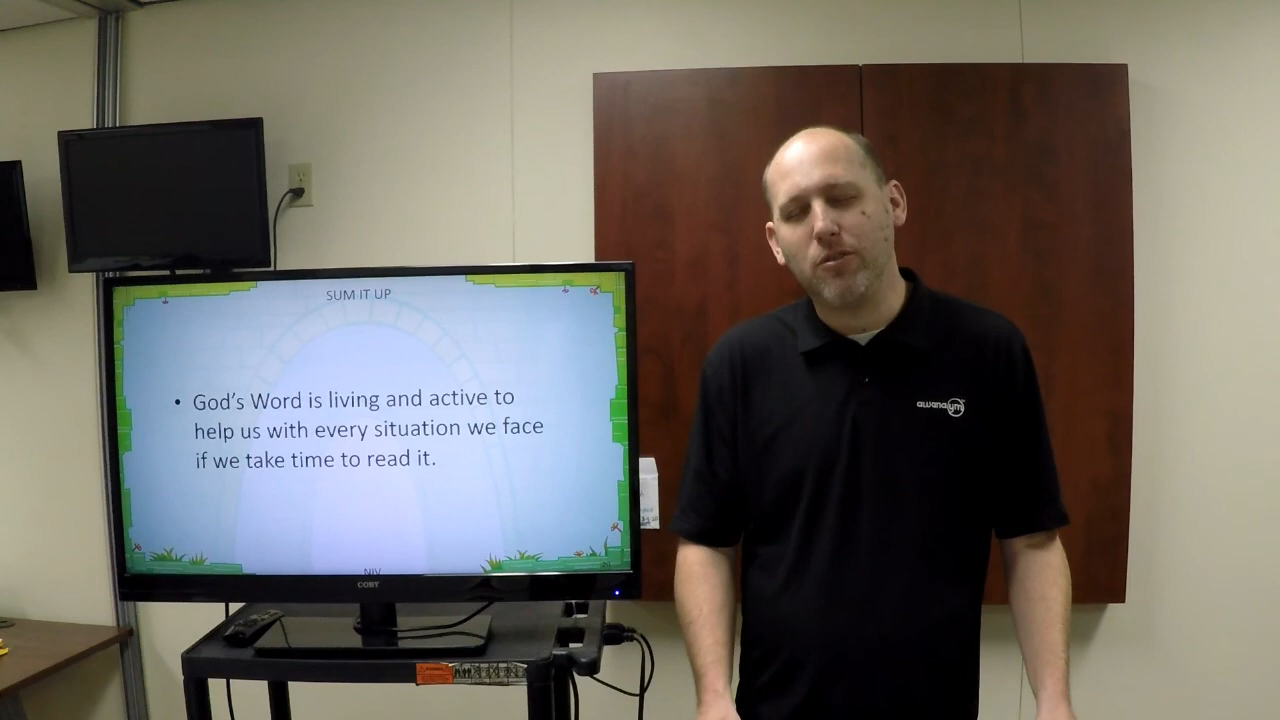 SUM IT UP
• God's Word is living and active to
help us with every situation we face
if we take time to read it.
NIV
COBY
awana ym